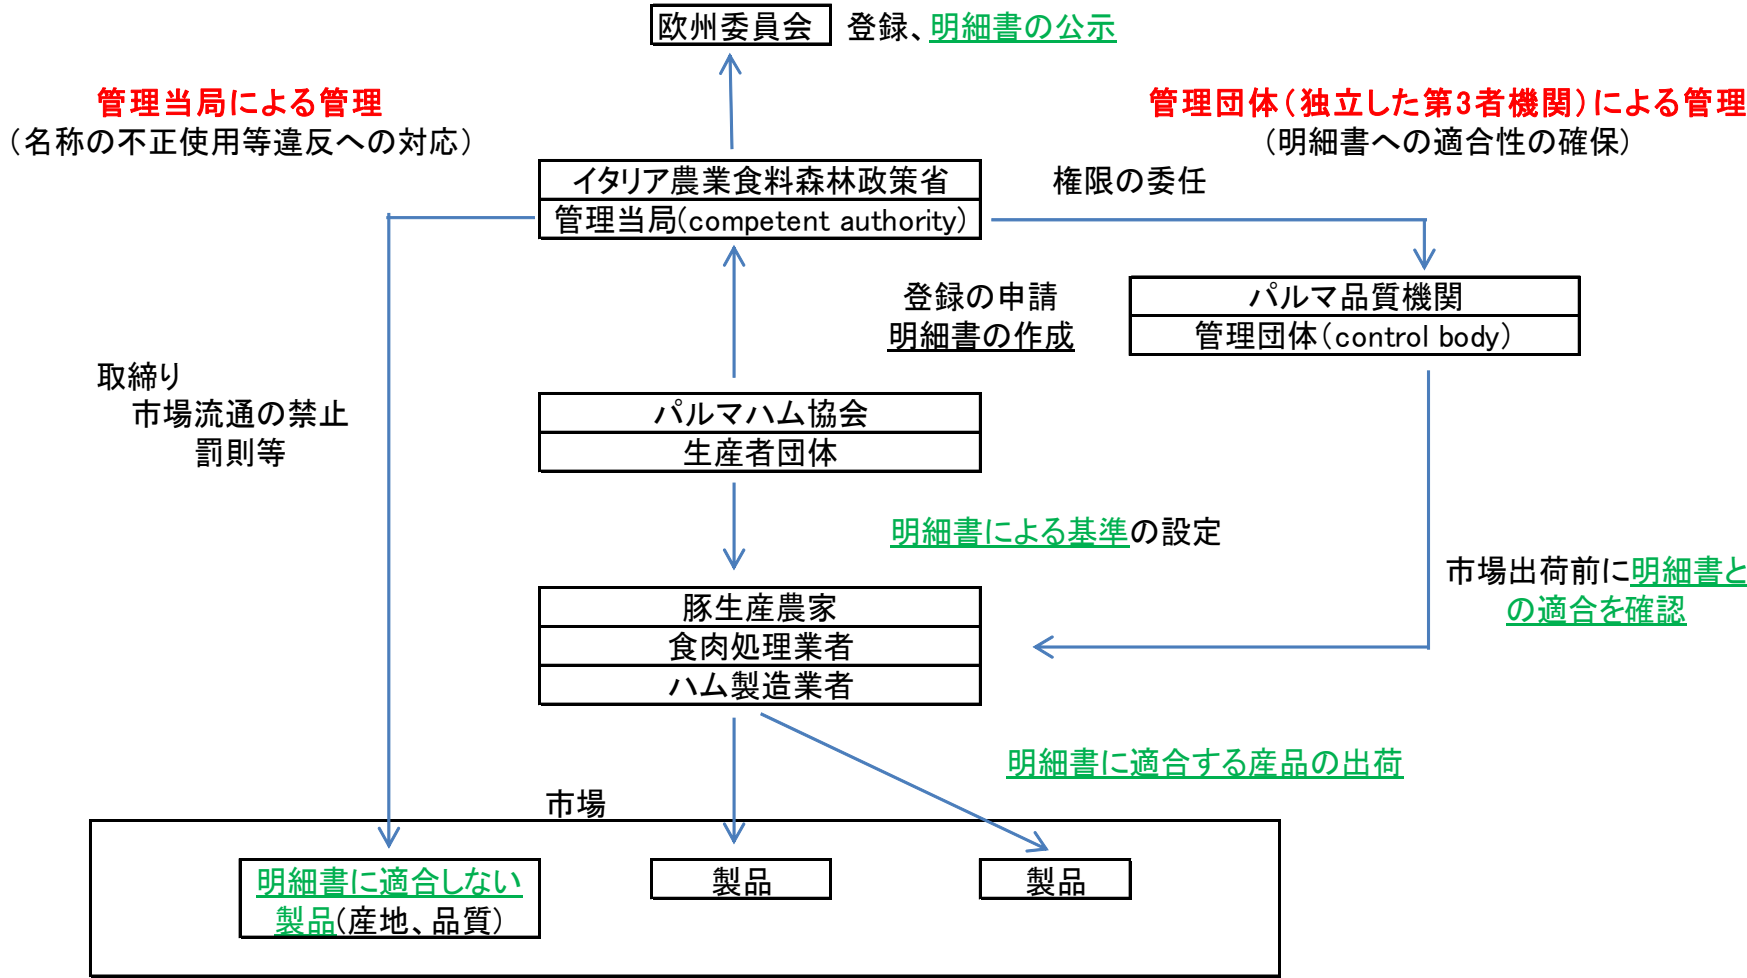 欧州委員会 登録、明細書の公示
管理当局による管理
（名称の不正使用等違反への対応）
管理団体（独立した第3者機関）による管理
（明細書への適合性の確保）
イタリア農業食料森林政策省
管理当局(competent authority)
権限の委任
パルマ品質機関
管理団体（control body）
登録の申請
明細書の作成
取締り
市場流通の禁止
罰則等
パルマハム協会
生産者団体
明細書による基準の設定
市場出荷前に明細書と
の適合を確認
豚生産農家
食肉処理業者
ハム製造業者
明細書に適合する産品の出荷
市場
明細書に適合しない
製品(産地、品質)
製品
製品